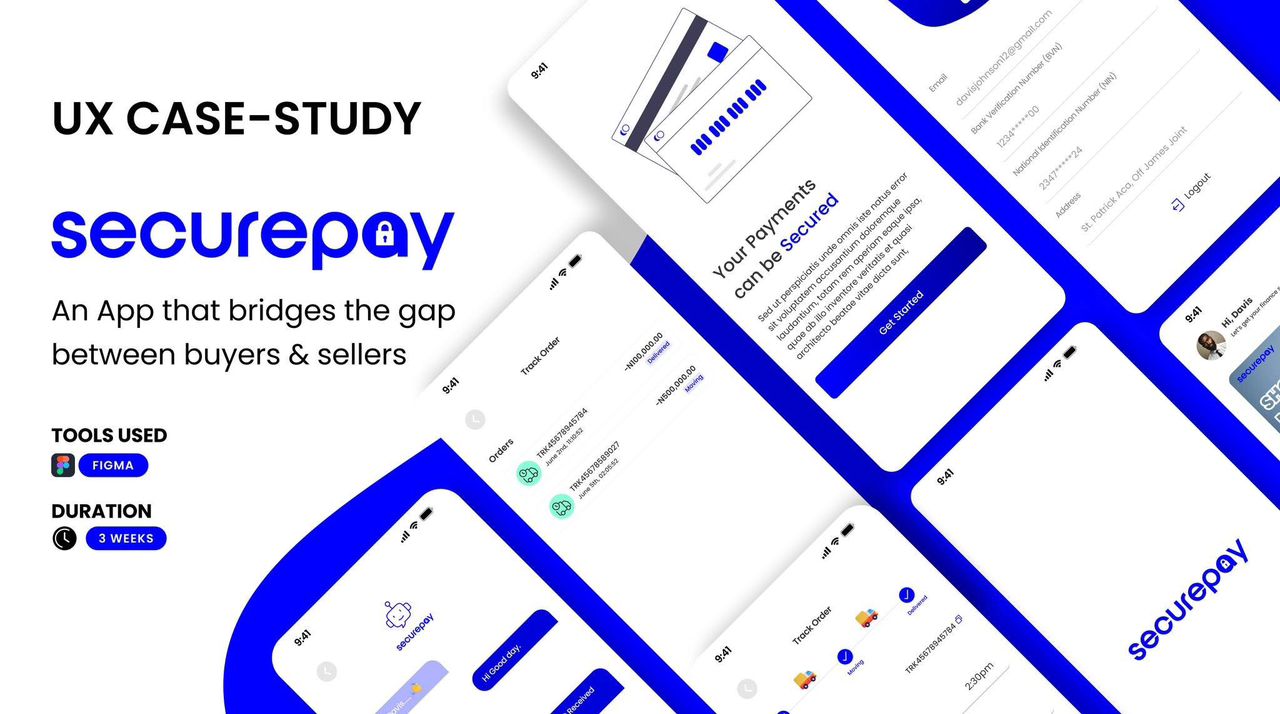 UX CASE-STUDY
securepay
An App that bridges the gap
between buyers & sellers
TOOLS USED
FIGMA
DURATION
3 WEEKS
9:41
Your Payments
can be Secured
Sed ut perspiciatis unde omnis iste natus error
sit voluptatem accusantium doloremque
laudantium, totam rem aperiam eaque ipsa,
quae ab illo inventore veritatis et quasi
architecto beatae vitae dicta sunt,
Get Started
Email
davisjohnson12@gmail.com
Bank Verification Number (BVN)
1234*****00
National Identification Number (NIN)
2347*****24
Address
St. Patrick Aca, Off James Joint
Logout
9:41
Hi, Davis
Let's get your finance
securepay
9:41
Track Order
Orders
TRK45678945784
June 2nd, 11:10:52
-N100,000.00
Delivered
TRK45678589027
June 5th, 02:05:52
-N500,000.00
Moving
9:41
securepay
Hi Good day.
Received
9:41
Track Order
Delivered
Moving
TRK45678945784
2:30pm
9:41
securepay